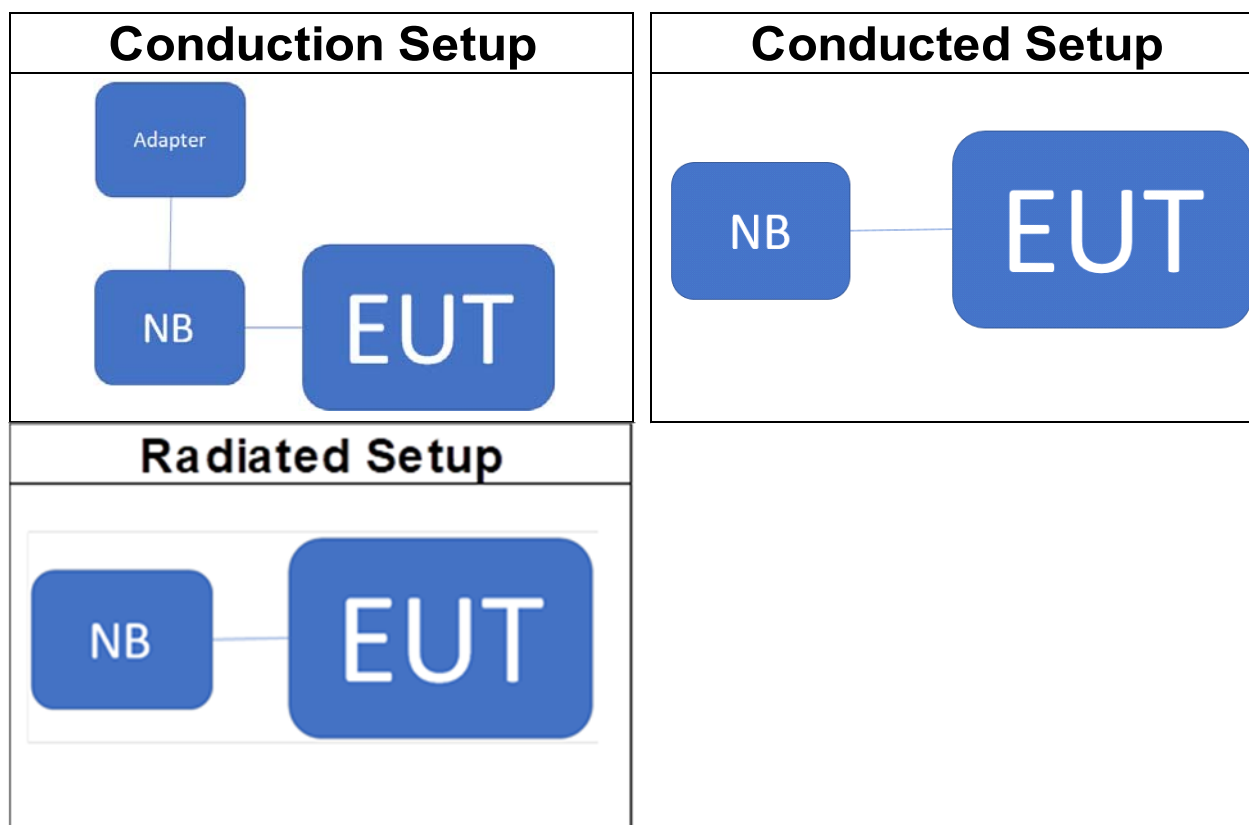 Conduction Setup
Adapter
NB
EUT
Conducted Setup
NB
EUT
Radiated Setup
NB
EUT